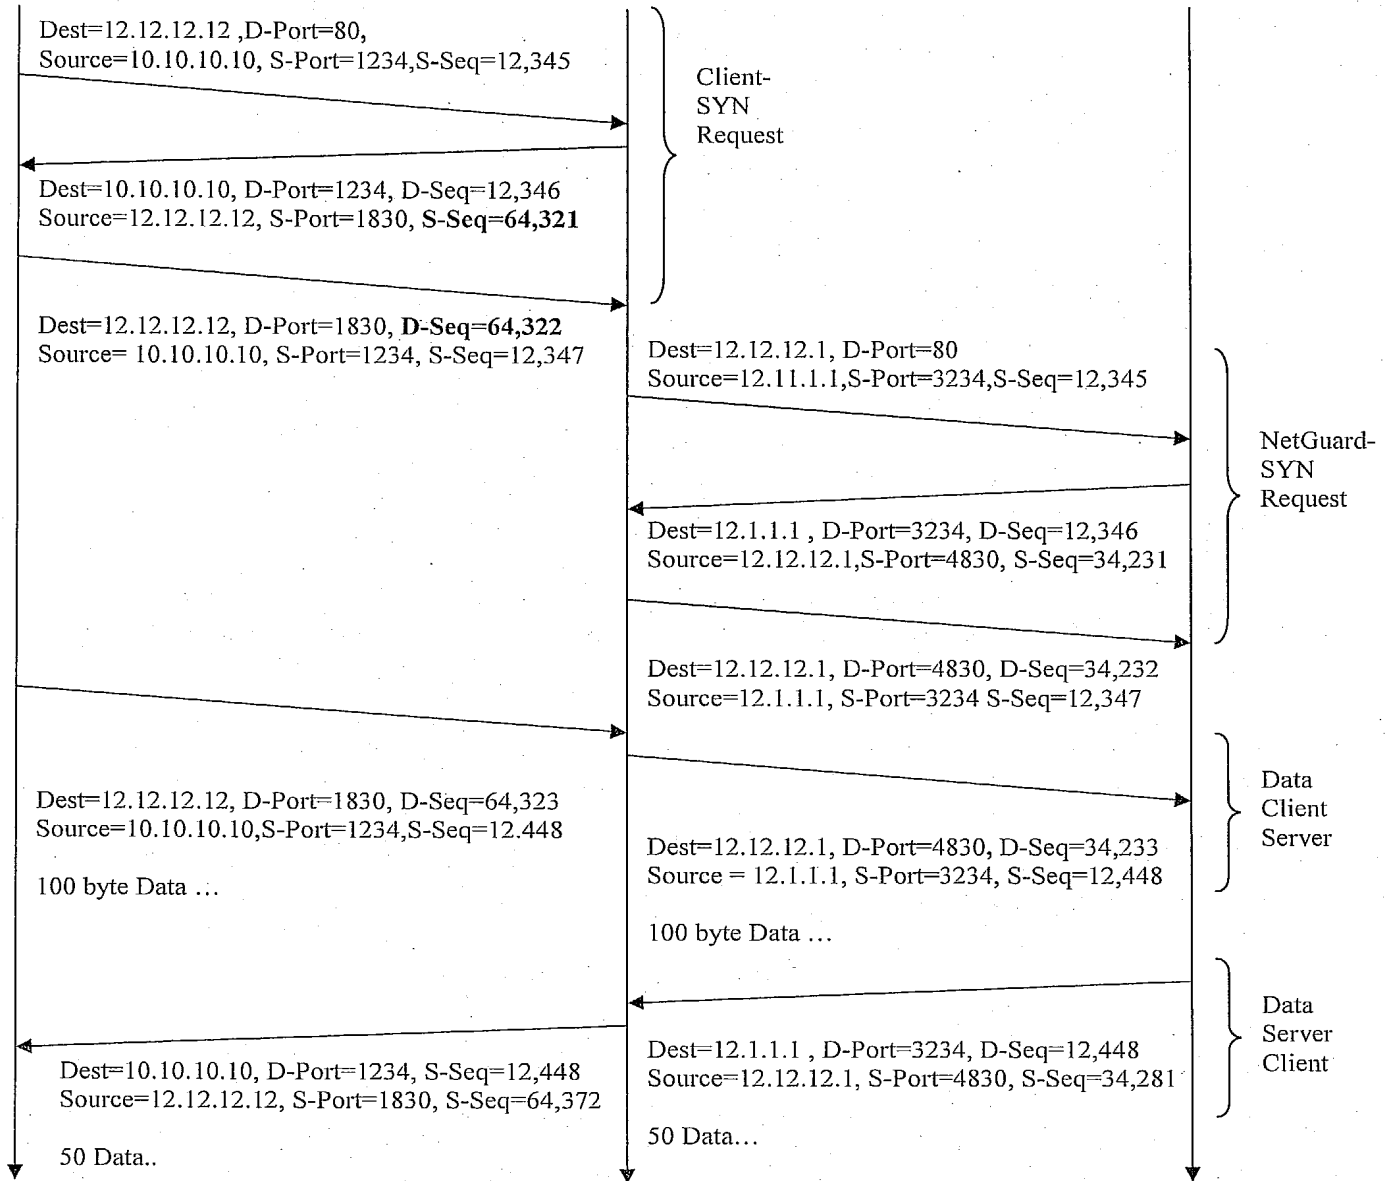 Dest=12.12.12.12 ,D-Port=80,
Source=10.10.10.10, S-Port=1234,S-Seq=12,345
Client-
SYN
Request
Dest=10.10.10.10, D-Port=1234, D-Seq=12,346
Source=12.12.12.12, S-Port=1830, S-Seq=64,321
Dest=12.12.12.12, D-Port=1830, D-Seq=64,322
Source= 10.10.10.10, S-Port=1234, S-Seq=12,347
Dest=12.12.12.1, D-Port=80
Source=12.11.1.1,S-Port=3234,S-Seq=12,345
NetGuard-
SYN
Request
Dest=12.1.1.1 , D-Port=3234, D-Seq=12,346
Source=12.12.12.1,S-Port=4830, S-Seq=34,231
Dest=12.12.12.1, D-Port=4830, D-Seq=34,232
Source=12.1.1.1, S-Port=3234 S-Seq=12,347
Dest=12.12.12.12, D-Port=1830, D-Seq=64,323
Source=10.10.10.10,S-Port=1234,S-Seq=12.448
100 byte Data ...
Data
Client
Server
Dest=12.12.12.1, D-Port=4830, D-Seq=34,233
Source = 12.1.1.1, S-Port=3234, S-Seq=12,448
100 byte Data ...
Data
Server
Client
Dest=12.1.1.1 , D-Port=3234, D-Seq=12,448
Source=12.12.12.1, S-Port=4830, S-Seq=34,281
50 Data...
Dest=10.10.10.10, D-Port=1234, S-Seq=12,448
Source=12.12.12.12, S-Port=1830, S-Seq=64,372
50 Data..